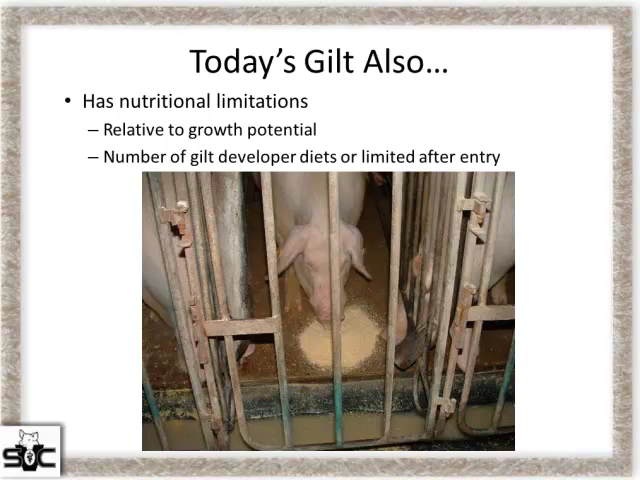 Today’s Gilt Also…
• Has nutritional limitations
– Relative to growth potential
– Number of gilt developer diets or limited after entry
SVC